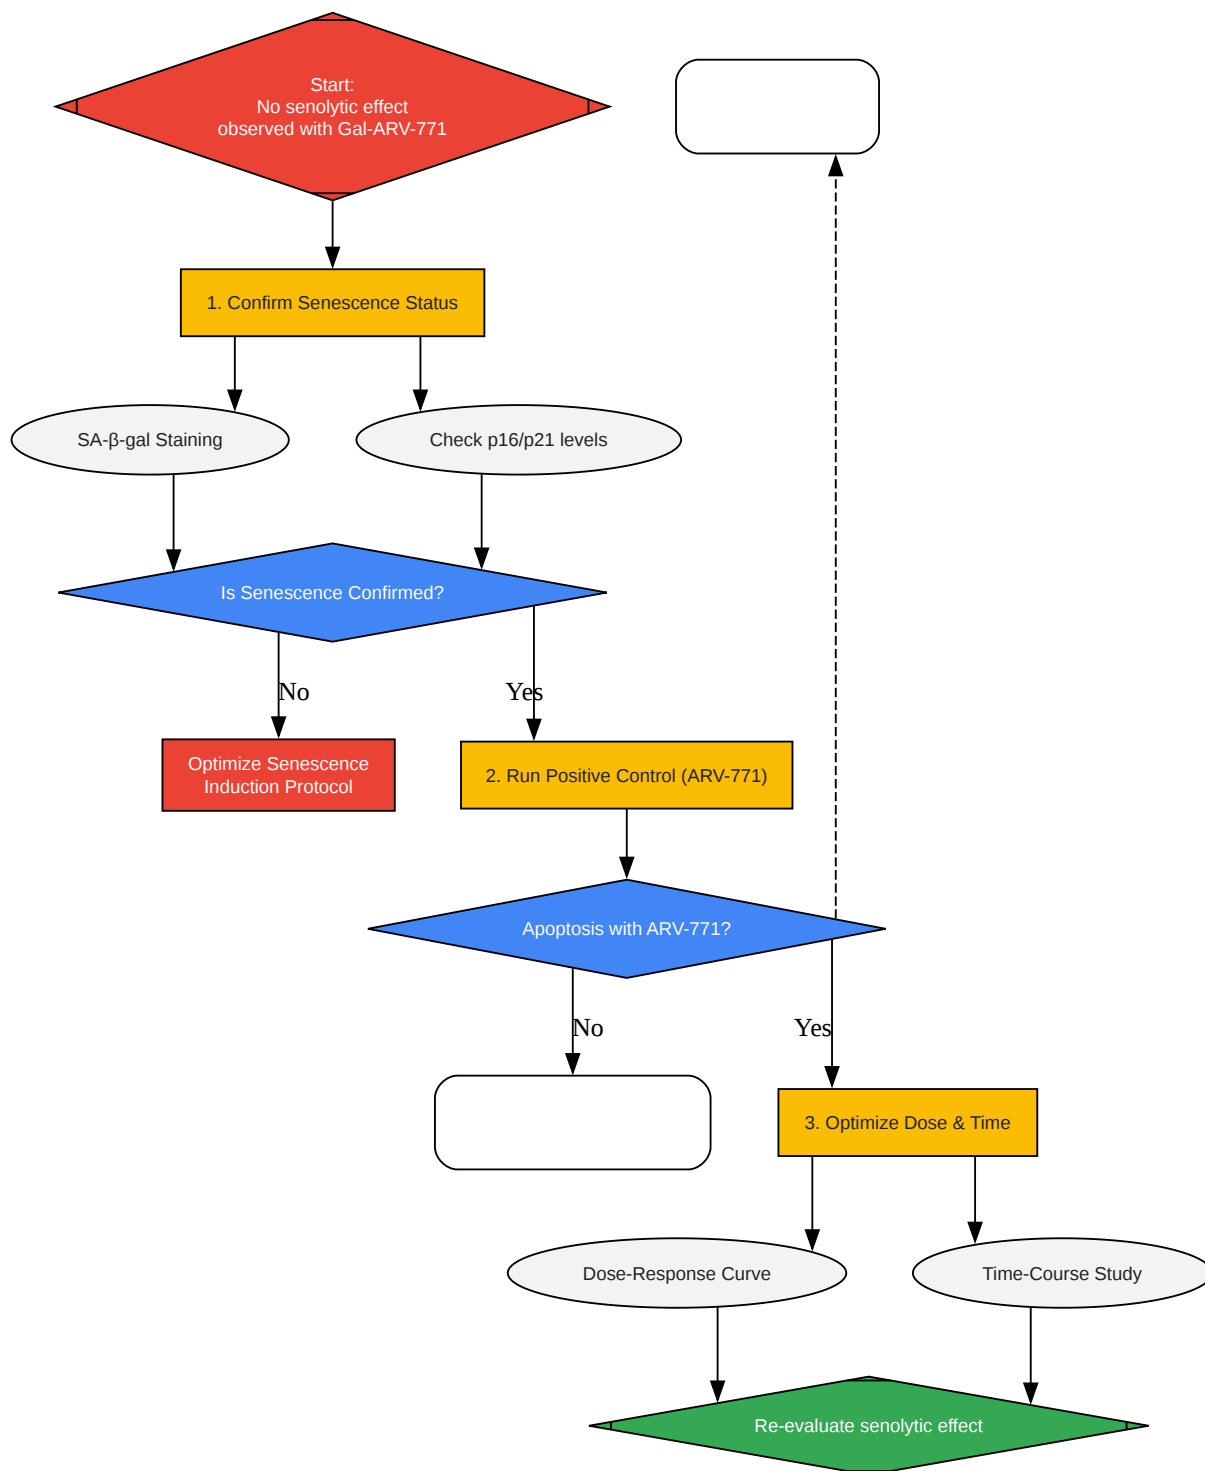 Start:
No senolytic effect
observed with Gal-ARV-771
1. Confirm Senescence Status
SA-β-gal Staining
Check p16/p21 levels
Is Senescence Confirmed?
No
Yes
Optimize Senescence
Induction Protocol
2. Run Positive Control (ARV-771)
Apoptosis with ARV-771?
No
Yes
3. Optimize Dose & Time
Dose-Response Curve
Time-Course Study
Re-evaluate senolytic effect